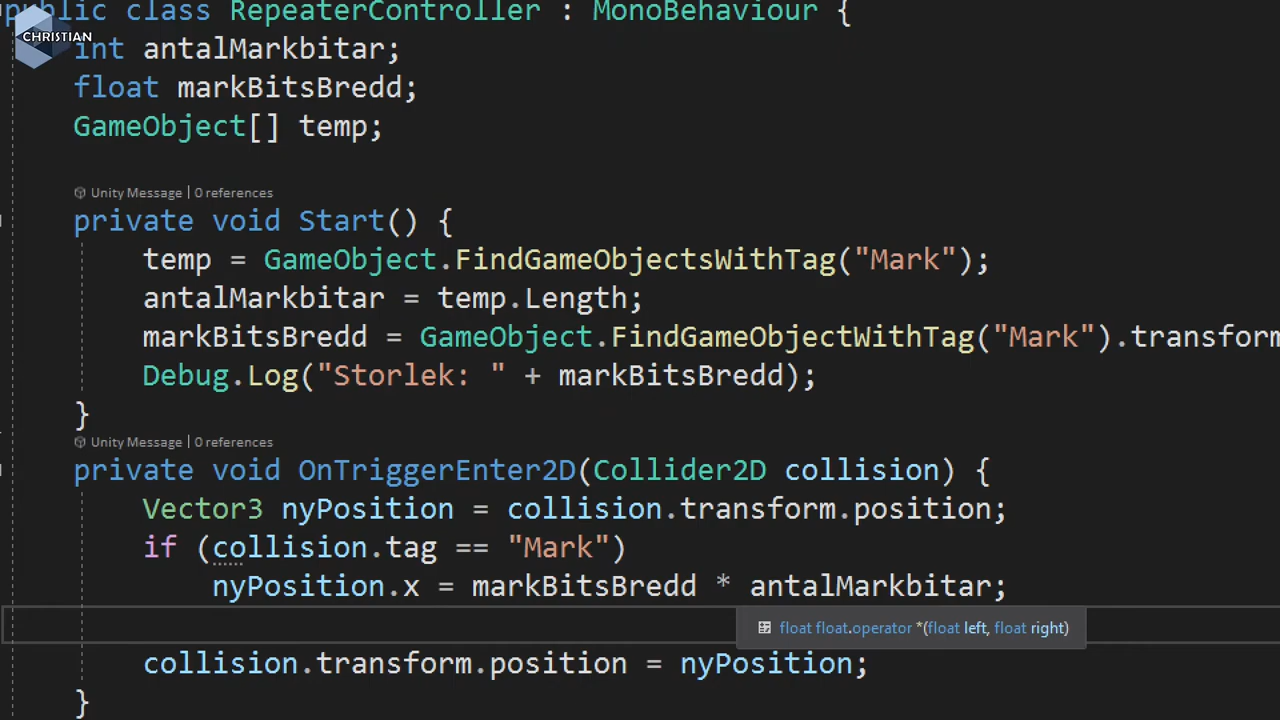 public class RepeaterController : MonoBehaviour {
CHRISTIAN
int antalMarkbitar;
float markBitsBredd;
GameObject[] temp;
Unity Message | 0 references
private void Start() {
temp = GameObject.FindGameObjectsWithTag("Mark");
antalMarkbitar = temp.Length;
markBitsBredd = GameObject.FindGameObjectWithTag("Mark").transform
Debug.Log("Storlek: " + markBitsBredd);
}
Unity Message | 0 references
private void OnTriggerEnter2D(Collider2D collision) {
Vector3 nyPosition = collision.transform.position;
if (collision.tag == "Mark")
nyPosition.x = markBitsBredd * antalMarkbitar;
float float.operator *(float left, float right)
collision.transform.position = nyPosition;
}